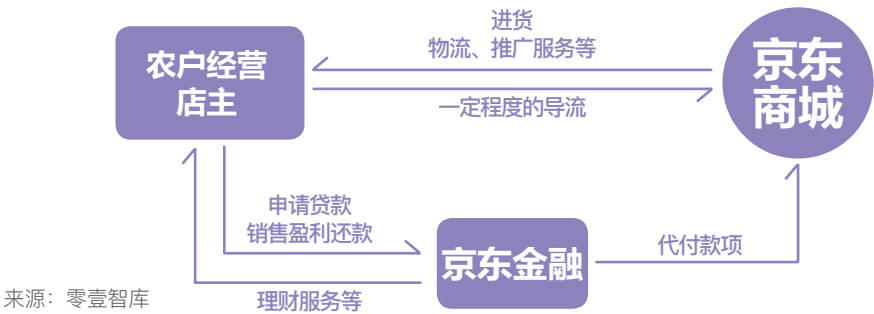 进货
物流、推广服务等
农户经营
店主
京东
商城
一定程度的导流
申请贷款
销售盈利还款
京东金融
代付款项
理财服务等
来源：零壹智库